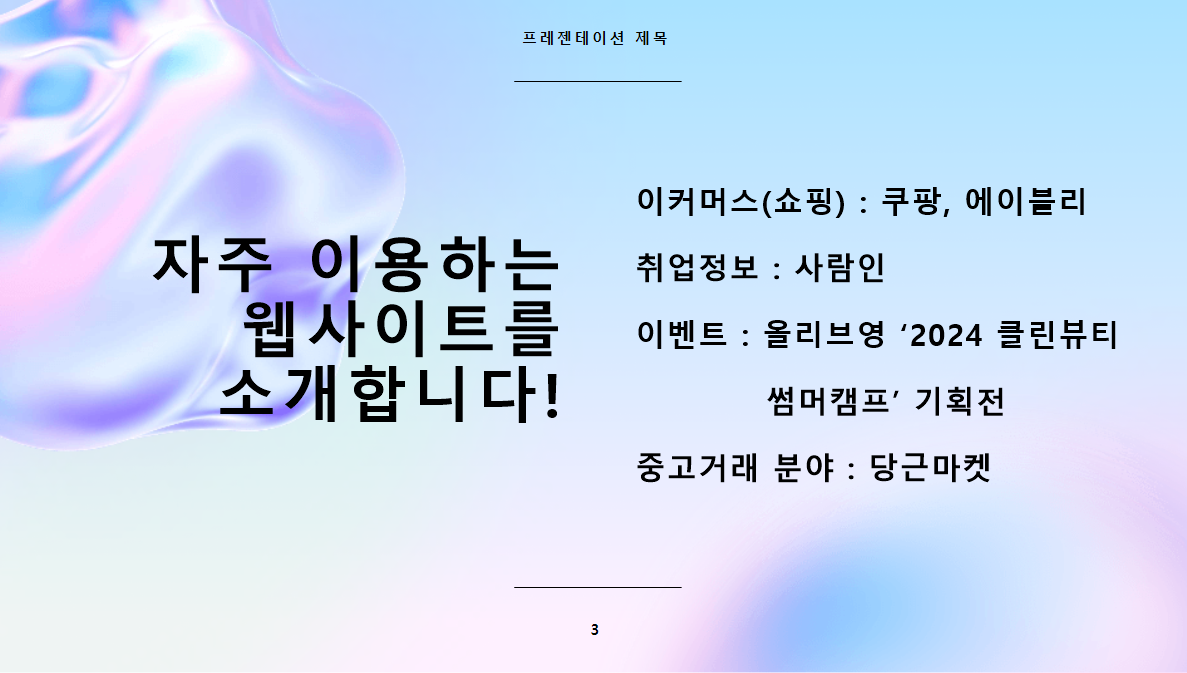 프레젠테이션 제목
자주 이용하는
웹사이트를
소개합니다!
이커머스(쇼핑) : 쿠팡, 에이블리
취업정보 : 사람인
이벤트 : 올리브영 ‘2024 클린뷰티
썸머캠프’ 기획전
중고거래 분야 : 당근마켓
3